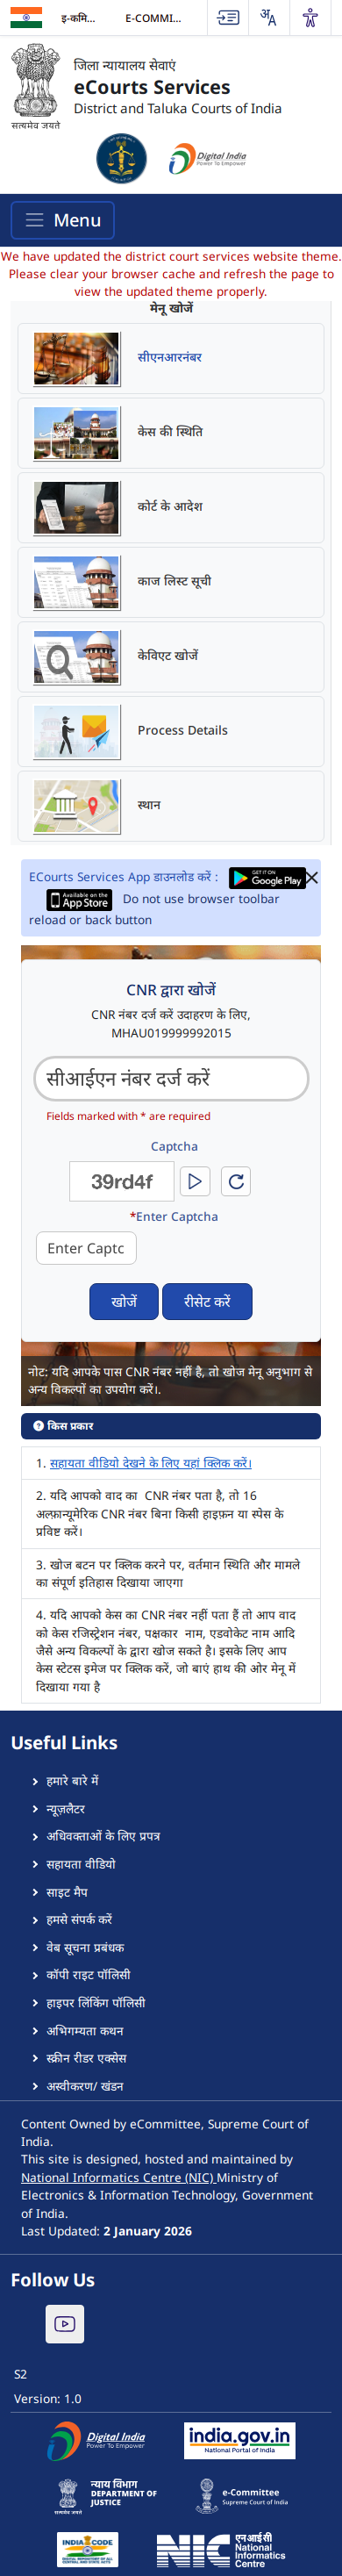 इ-कमि...
E-COMMI...
सत्यमेव जयते
जिला न्यायालय सेवाएं
eCourts Services
District and Taluka Courts of India
Digital India
Power To Empower
Menu
We have updated the district court services website theme.
Please clear your browser cache and refresh the page to
view the updated theme properly.
मेनू खोजें
सीएनआरनंबर
केस की स्थिति
कोर्ट के आदेश
काज लिस्ट सूची
केविएट खोजें
Process Details
स्थान
ECourts Services App डाउनलोड करें :
GET IT ON
Google Play
Available on the
App Store
Do not use browser toolbar
reload or back button
CNR द्वारा खोजें
CNR नंबर दर्ज करें उदाहरण के लिए,
MHAU019999992015
सीआईएन नंबर दर्ज करें
Fields marked with * are required
Captcha
39rd4f
*Enter Captcha
Enter Captc
खोजें
रीसेट करें
नोट: यदि आपके पास CNR नंबर नहीं है, तो खोज मेनू अनुभाग से
अन्य विकल्पों का उपयोग करें।.
किस प्रकार
1. सहायता वीडियो देखने के लिए यहां क्लिक करें।
2. यदि आपको वाद का CNR नंबर पता है, तो 16
अल्फ़ान्यूमेरिक CNR नंबर बिना किसी हाइफ़न या स्पेस के
प्रविष्ट करें।
3. खोज बटन पर क्लिक करने पर, वर्तमान स्थिति और मामले
का संपूर्ण इतिहास दिखाया जाएगा
4. यदि आपको केस का CNR नंबर नहीं पता हैं तो आप वाद
को केस रजिस्ट्रेशन नंबर, पक्षकार नाम, एडवोकेट नाम आदि
जैसे अन्य विकल्पों के द्वारा खोज सकते है। इसके लिए आप
केस स्टेटस इमेज पर क्लिक करें, जो बाएं हाथ की ओर मेनू में
दिखाया गया है
Useful Links
हमारे बारे में
न्यूज़लैटर
अधिवक्ताओं के लिए प्रपत्र
सहायता वीडियो
साइट मैप
हमसे संपर्क करें
वेब सूचना प्रबंधक
कॉपी राइट पॉलिसी
हाइपर लिंकिंग पॉलिसी
अभिगम्यता कथन
स्क्रीन रीडर एक्सेस
अस्वीकरण/ खंडन
Content Owned by eCommittee, Supreme Court of
India.
This site is designed, hosted and maintained by
National Informatics Centre (NIC) Ministry of
Electronics & Information Technology, Government
of India.
Last Updated: 2 January 2026
Follow Us
S2
Version: 1.0
Digital India
Power To Empower
india.gov.in
National Portal of India
सत्यमेव जयते
न्याय विभाग
DEPARTMENT OF
JUSTICE
e-Committee
Supreme Court of India
INDIA CODE
NIC
एनआईसी
National
Informatics
Centre